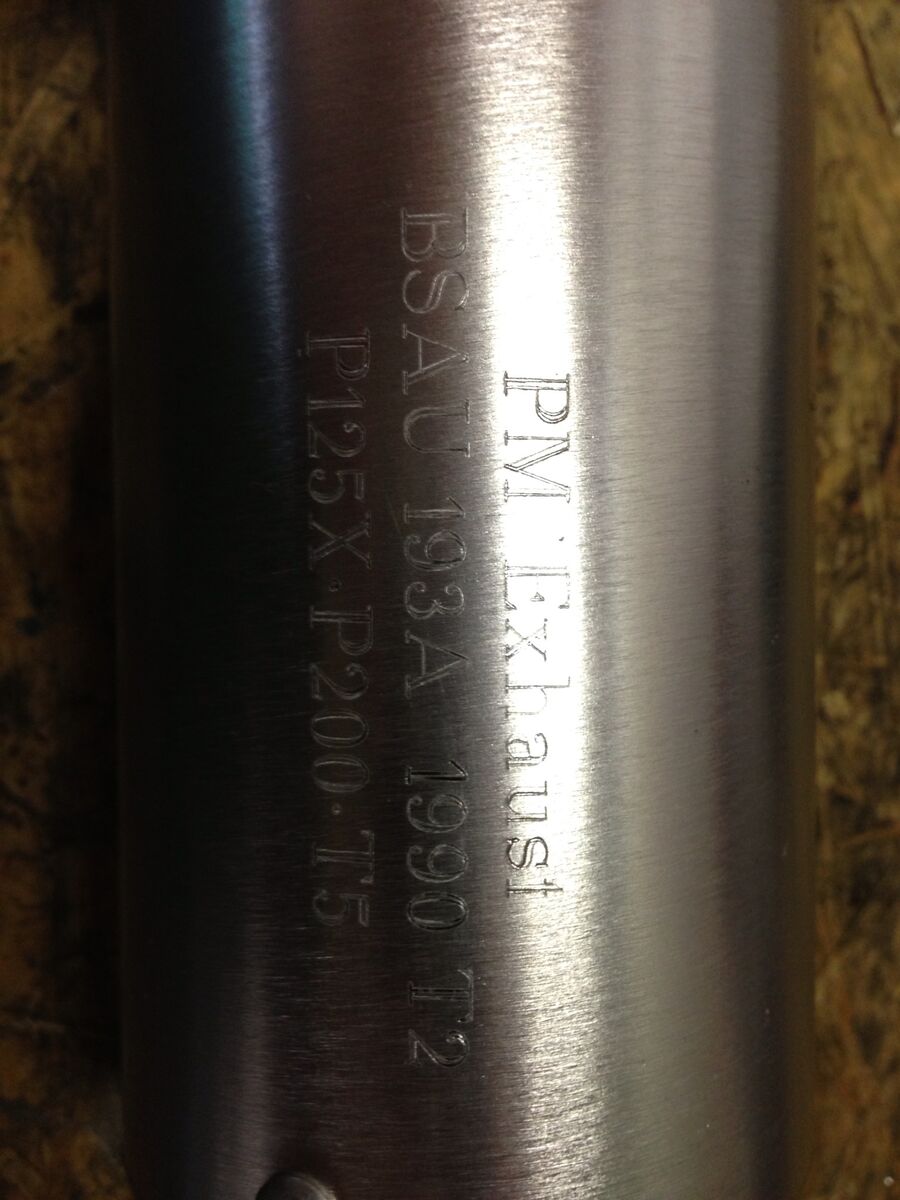 PM Exhaust
BSAU 193A 1990 T2
P125X·P200·T5